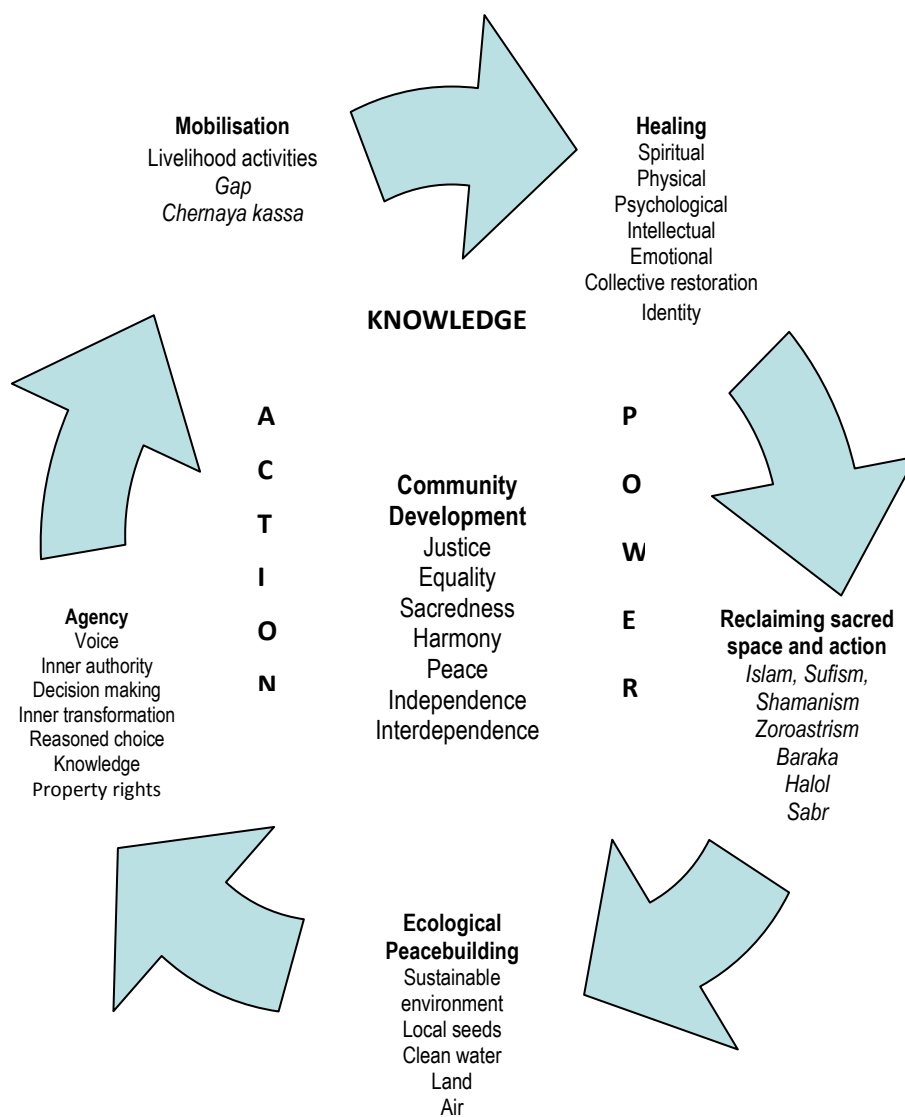 Mobilisation
Livelihood activities
Gap
Chernaya kassa
Healing
Spiritual
Physical
Psychological
Intellectual
Emotional
Collective restoration
Identity
KNOWLEDGE
A
C
T
I
O
N
P
O
W
E
R
Community
Development
Justice
Equality
Sacredness
Harmony
Peace
Independence
Interdependence
Agency
Voice
Inner authority
Decision making
Inner transformation
Reasoned choice
Knowledge
Property rights
Reclaiming sacred
space and action
Islam, Sufism,
Shamanism
Zoroastrism
Baraka
Halol
Sabr
Ecological
Peacebuilding
Sustainable
environment
Local seeds
Clean water
Land
Air